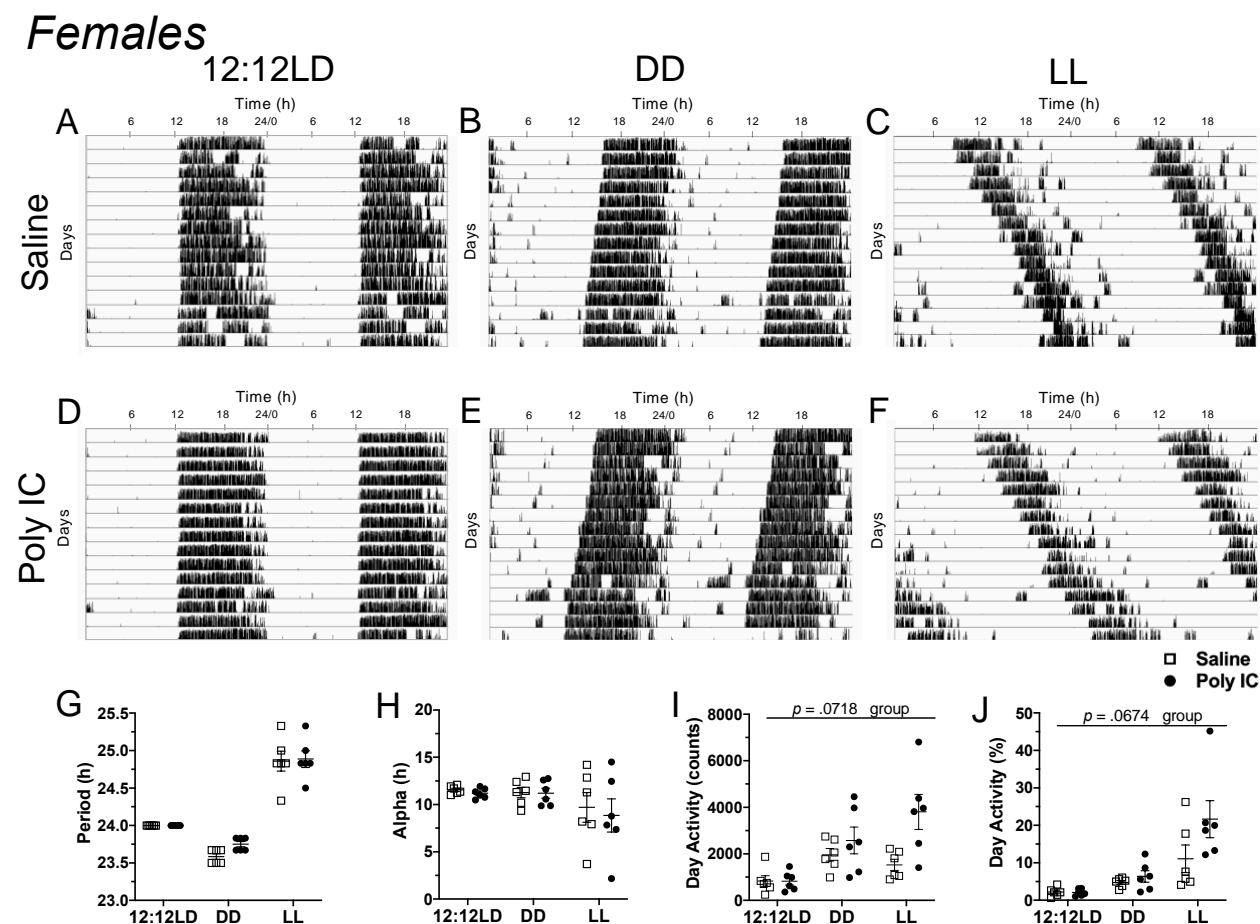 Females
12:12LD DD LL
A Time (h) B Time (h) C Time (h)
6 12 18 24/0 6 12 18 6 12 18 24/0 6 12 18 6 12 18 24/0 6 12 18
Saline
Days Days Days
D Time (h) E Time (h) F Time (h)
6 12 18 24/0 6 12 18 6 12 18 24/0 6 12 18 6 12 18 24/0 6 12 18
Poly IC
Days Days Days
Saline
Poly IC
G
25.5
25.0
24.5
24.0
23.5
23.0
Period (h)
12:12LD DD LL
H
20
15
10
5
0
Alpha (h)
12:12LD DD LL
I
p = .0718 group
8000
6000
4000
2000
0
Day Activity (counts)
12:12LD DD LL
J
p = .0674 group
50
40
30
20
10
0
Day Activity (%)
12:12LD DD LL